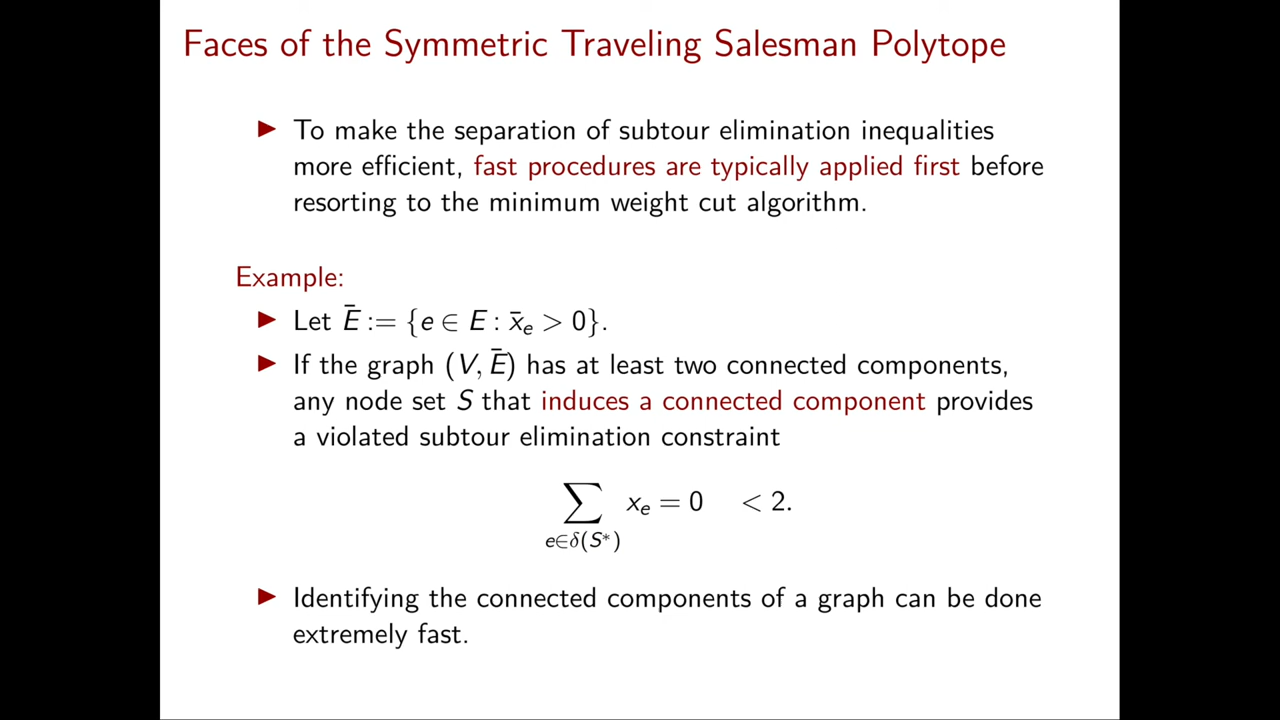 Faces of the Symmetric Traveling Salesman Polytope
▶ To make the separation of subtour elimination inequalities
more efficient, fast procedures are typically applied first before
resorting to the minimum weight cut algorithm.
Example:
▶ Let Ē := {e ∈ E : x̄ₑ > 0}.
▶ If the graph (V, Ē) has at least two connected components,
any node set S that induces a connected component provides
a violated subtour elimination constraint
∑ xₑ = 0 < 2.
e∈δ(S*)
▶ Identifying the connected components of a graph can be done
extremely fast.